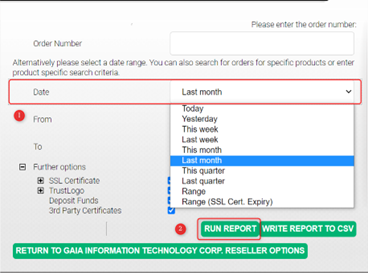 Please enter the order number:
Order Number
Alternatively please select a date range. You can also search for orders for specific products or enter
product specific search criteria.
Date
Last month
Today
Yesterday
This week
Last week
This month
Last month
This quarter
Last quarter
Range
Range (SSL Cert. Expiry)
1
From
To
Further options
SSL Certificate
TrustLogo
Deposit Funds
3rd Party Certificates
2
RUN REPORT
WRITE REPORT TO CSV
RETURN TO GAIA INFORMATION TECHNOLOGY CORP. RESELLER OPTIONS